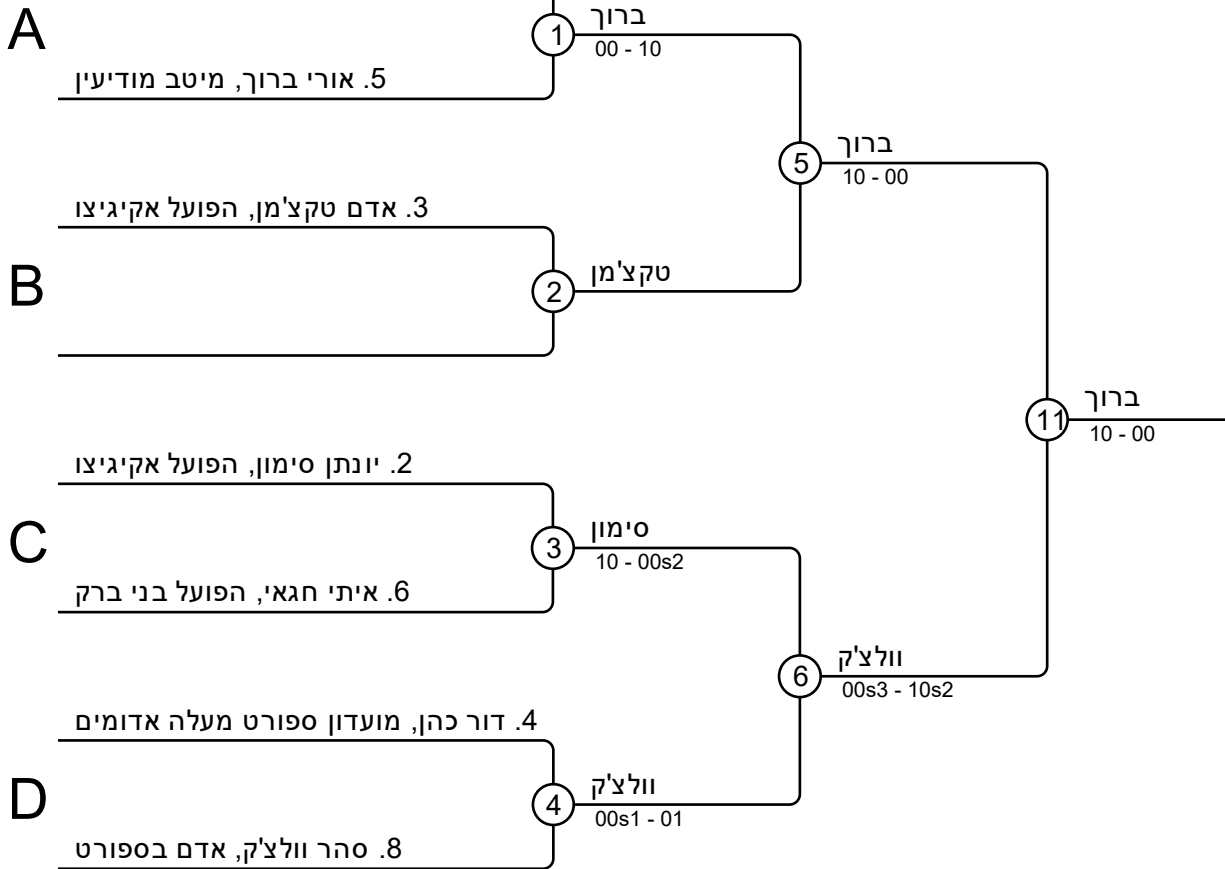 A
1
ברוך
00 - 10
5. אורי ברוך, מיטב מודיעין
5
ברוך
10 - 00
3. אדם טקצ'מן, הפועל אקיגיצו
B
2
טקצ'מן
11
ברוך
10 - 00
2. יונתן סימון, הפועל אקיגיצו
C
3
סימון
10 - 00s2
6. איתי חגאי, הפועל בני ברק
6
וולצ'ק
00s3 - 10s2
4. דור כהן, מועדון ספורט מעלה אדומים
D
4
וולצ'ק
00s1 - 01
8. סהר וולצ'ק, אדם בספורט